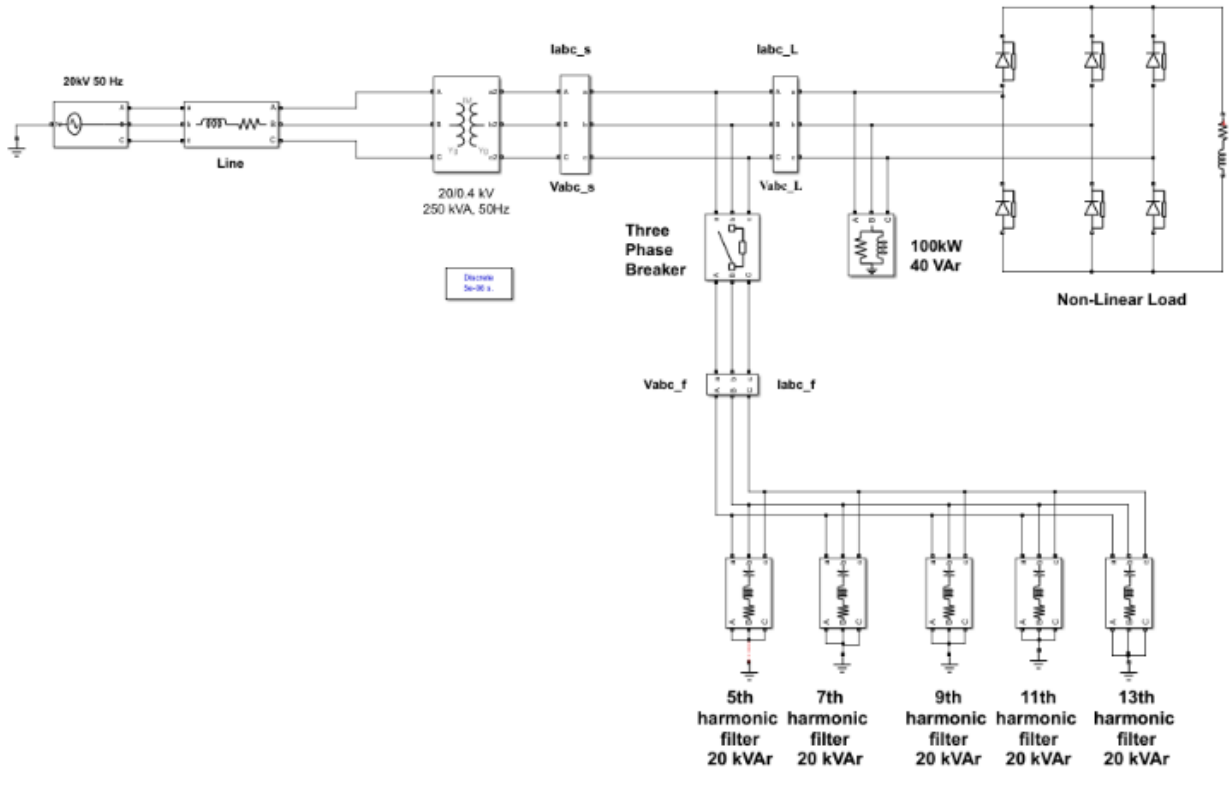 Iabc_s
Iabc_L
20kV 50 Hz
A
B
C
Line
20/0.4 kV
250 kVA, 50Hz
Vabc_s
Vabc_L
Three
Phase
Breaker
100kW
40 VAr
Discrete
Non-Linear Load
Vabc_f
Iabc_f
5th
harmonic
filter
20 kVAr
7th
harmonic
filter
20 kVAr
9th
harmonic
filter
20 kVAr
11th
harmonic
filter
20 kVAr
13th
harmonic
filter
20 kVAr